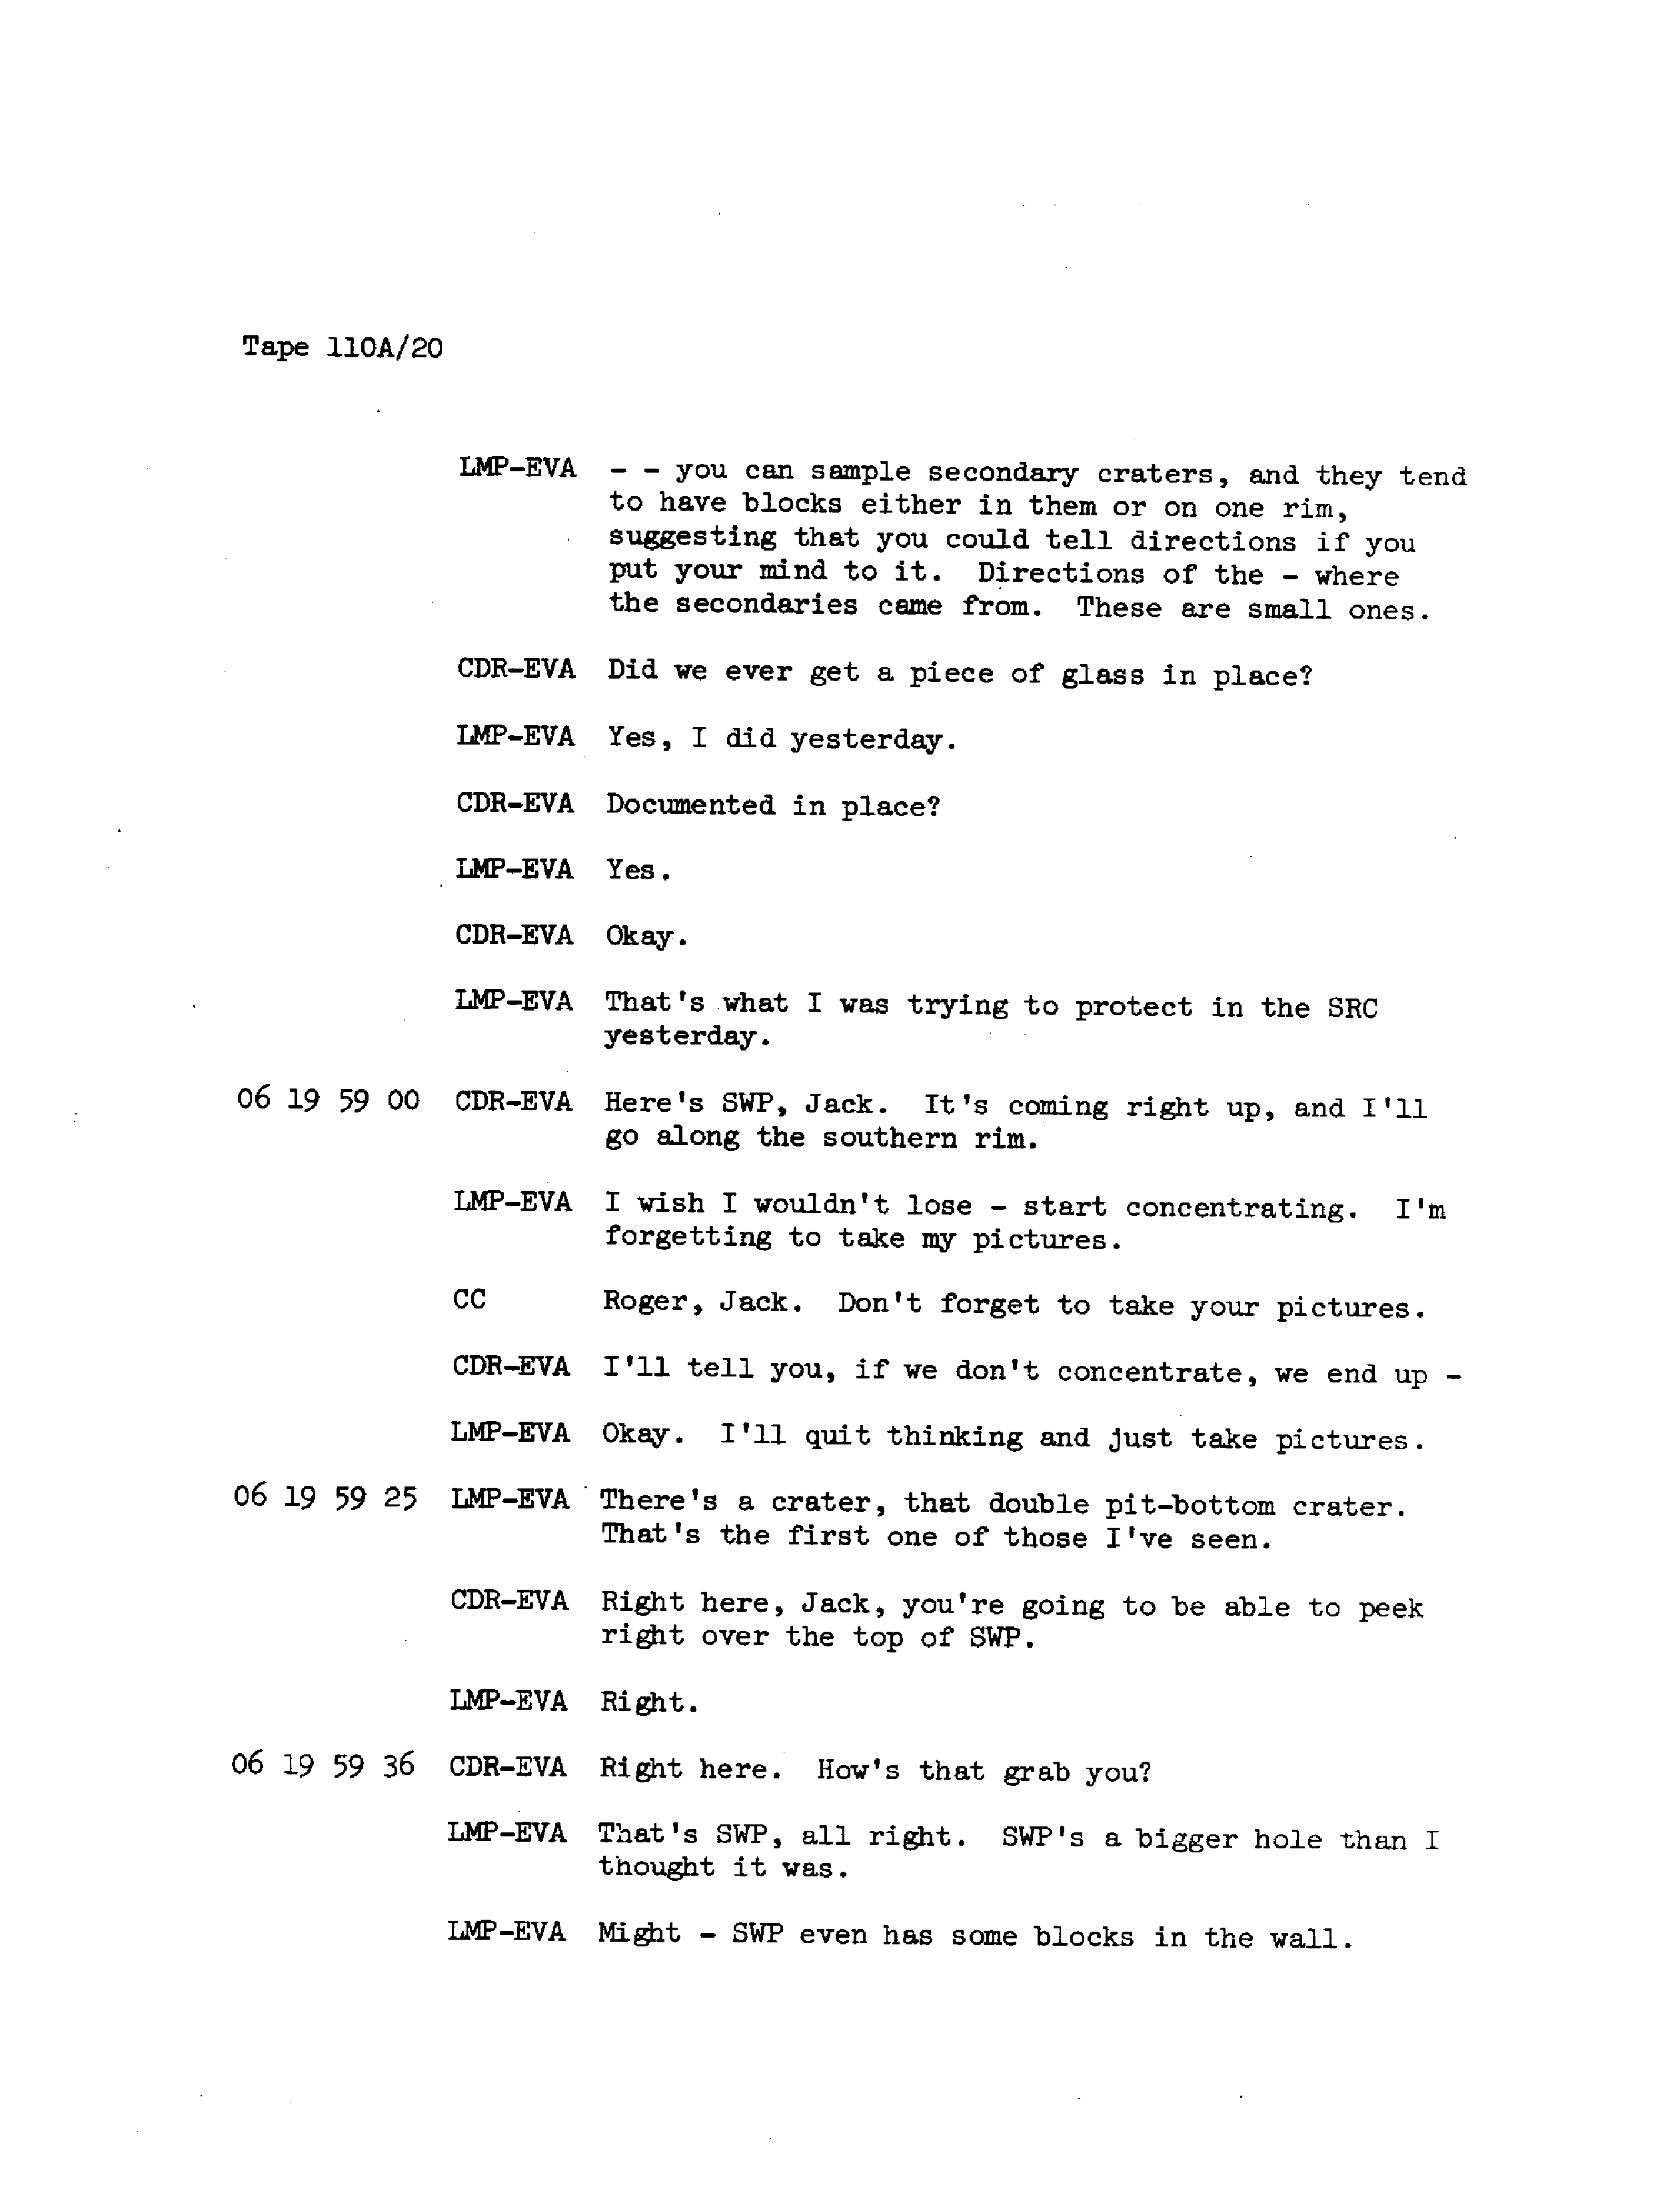 Tape 110A/20
LMP-EVA - - you can sample secondary craters, and they tend
to have blocks either in them or on one rim,
suggesting that you could tell directions if you
put your mind to it. Directions of the - where
the secondaries came from. These are small ones.
CDR-EVA Did we ever get a piece of glass in place?
LMP-EVA Yes, I did yesterday.
CDR-EVA Documented in place?
LMP-EVA Yes.
CDR-EVA Okay.
LMP-EVA That's what I was trying to protect in the SRC
yesterday.
06 19 59 00 CDR-EVA Here's SWP, Jack. It's coming right up, and I'll
go along the southern rim.
LMP-EVA I wish I wouldn't lose - start concentrating. I'm
forgetting to take my pictures.
CC Roger, Jack. Don't forget to take your pictures.
CDR-EVA I'll tell you, if we don't concentrate, we end up -
LMP-EVA Okay. I'll quit thinking and just take pictures.
06 19 59 25 LMP-EVA There's a crater, that double pit-bottom crater.
That's the first one of those I've seen.
CDR-EVA Right here, Jack, you're going to be able to peek
right over the top of SWP.
LMP-EVA Right.
06 19 59 36 CDR-EVA Right here. How's that grab you?
LMP-EVA That's SWP, all right. SWP's a bigger hole than I
thought it was.
LMP-EVA Might - SWP even has some blocks in the wall.